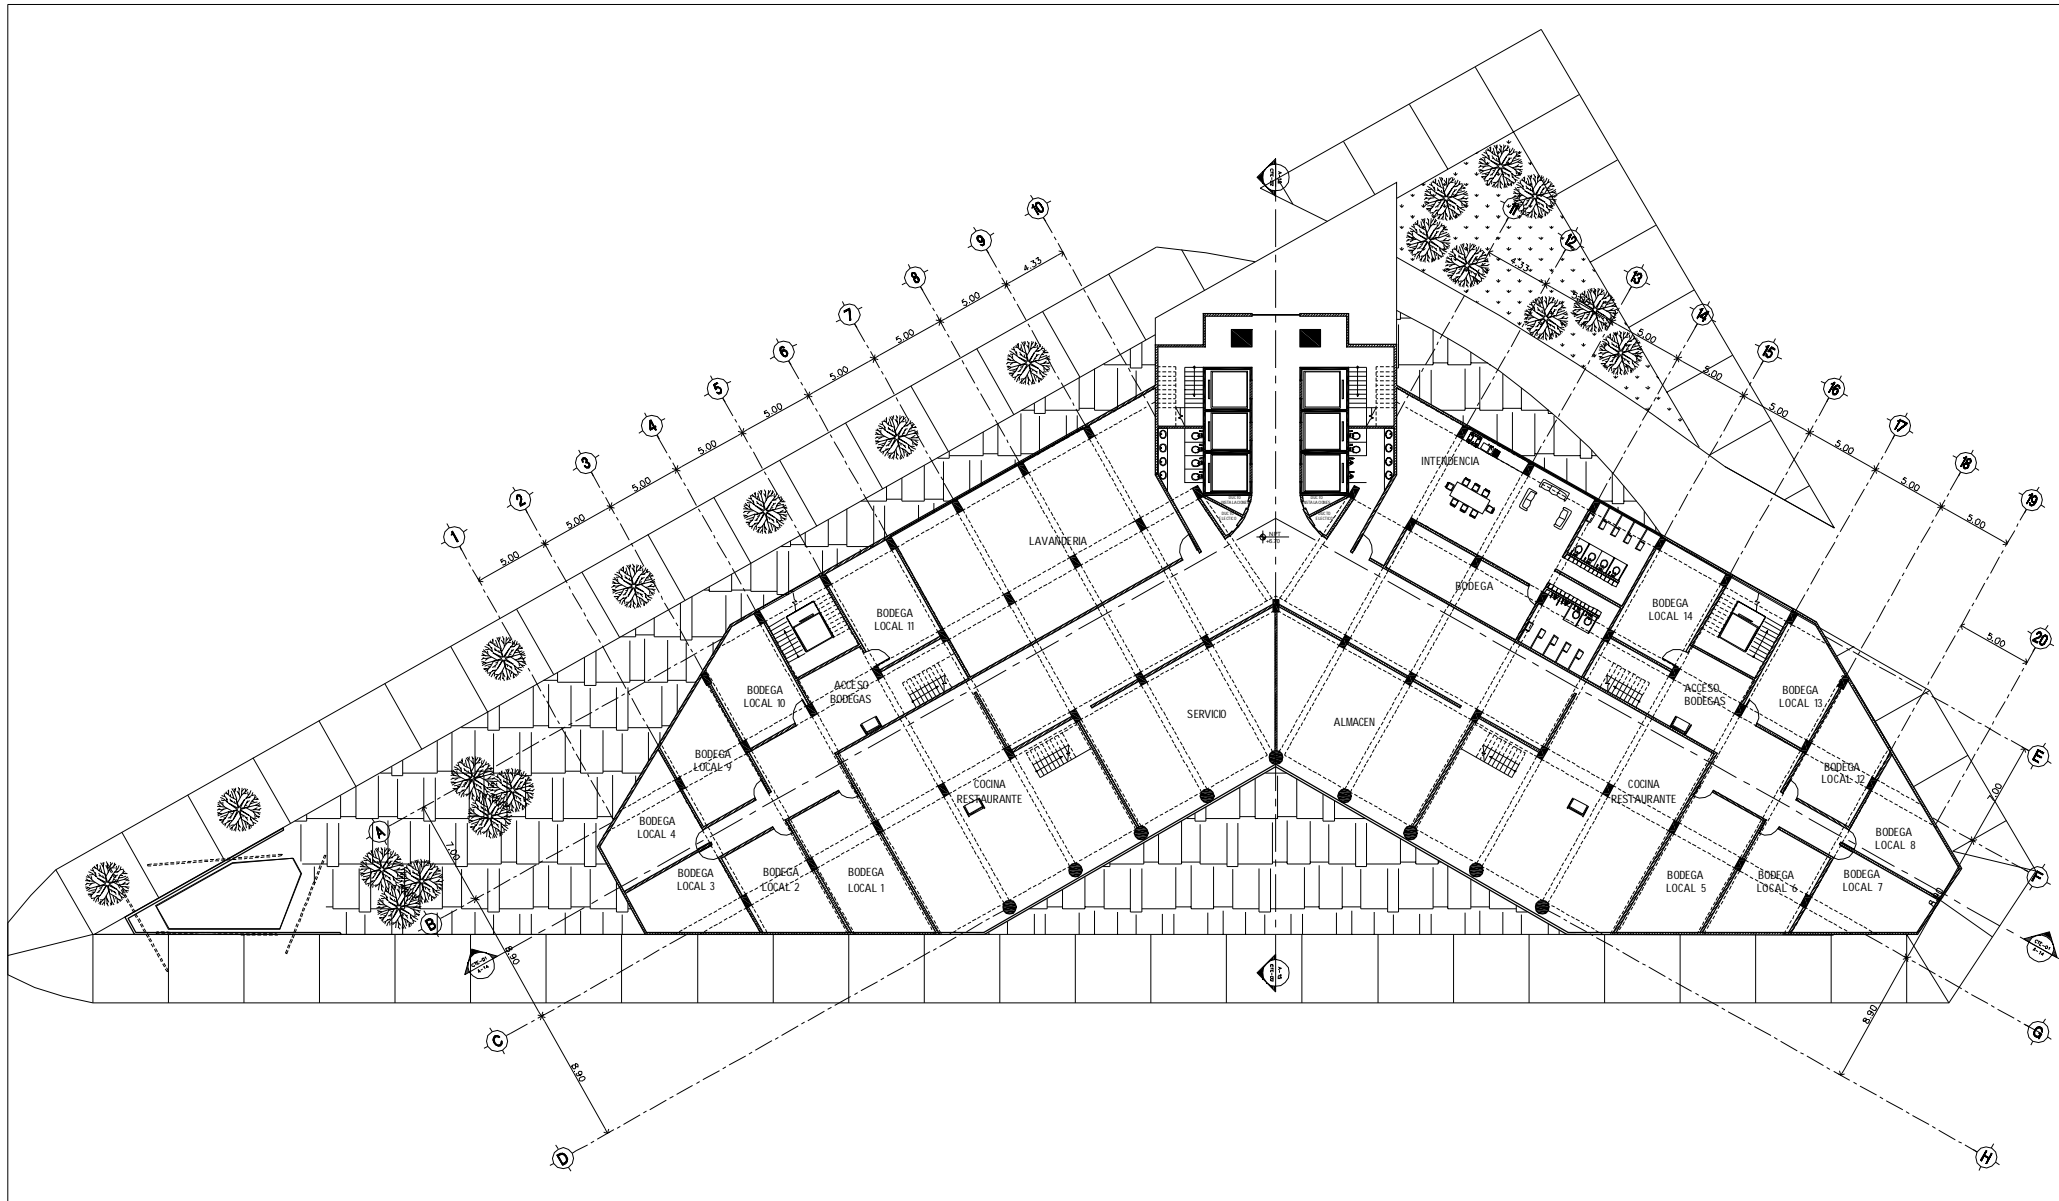 10
9
4.33
8
5.00
7
5.00
6
5.00
5
5.00
4
5.00
3
5.00
2
5.00
1
5.00
5.00
11
12
4.33
13
14
5.00
15
5.00
16
5.00
17
5.00
18
5.00
19
5.00
20
5.00
INTENDENCIA
LAVANDERIA
N.P.T.
BODEGA
BODEGA
LOCAL 11
BODEGA
LOCAL 14
BODEGA
LOCAL 10
ACCESO
BODEGAS
SERVICIO
ALMACEN
ACCESO
BODEGAS
BODEGA
LOCAL 13
BODEGA
LOCAL 9
BODEGA
LOCAL 12
COCINA
RESTAURANTE
COCINA
RESTAURANTE
BODEGA
LOCAL 4
BODEGA
LOCAL 8
BODEGA
LOCAL 3
BODEGA
LOCAL 2
BODEGA
LOCAL 1
BODEGA
LOCAL 5
BODEGA
LOCAL 6
BODEGA
LOCAL 7
A
7.00
B
8.90
C
8.90
D
E
7.00
F
8.90
G
8.90
H